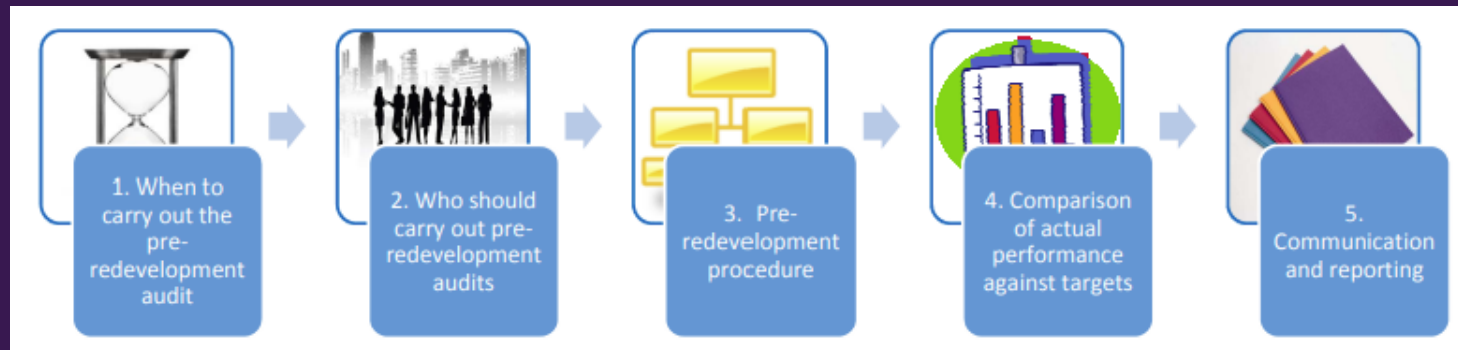 1. When to
carry out the
pre-
redevelopment
audit
2. Who should
carry out pre-
redevelopment
audits
3. Pre-
redevelopment
procedure
4. Comparison
of actual
performance
against targets
5.
Communication
and reporting